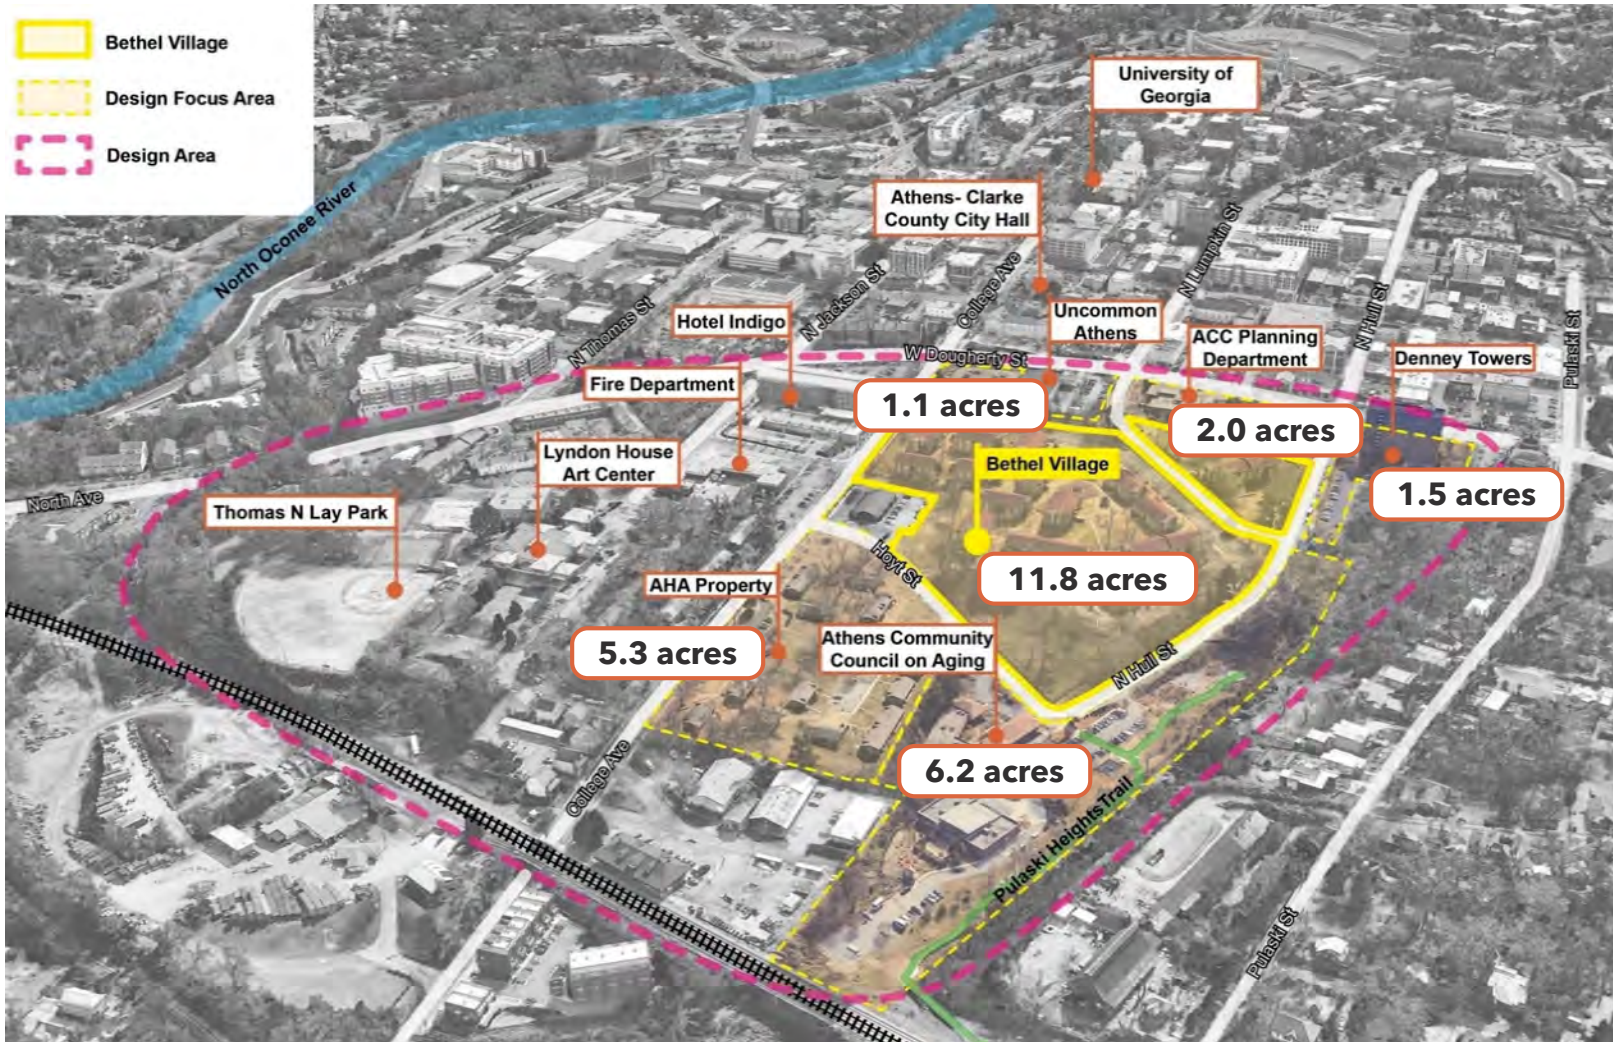 Bethel Village
Design Focus Area
Design Area
University of
Georgia
North Oconee River
Athens- Clarke
County City Hall
N Lumpkin St
College Ave
N Jackson St
N Thomas St
N Hull St
Pulaski St
Hotel Indigo
Uncommon
Athens
ACC Planning
Department
Denney Towers
W Dougherty St
Fire Department
1.1 acres
2.0 acres
Lyndon House
Art Center
Bethel Village
1.5 acres
North Ave
Thomas N Lay Park
Hoyt St
11.8 acres
AHA Property
5.3 acres
Athens Community
Council on Aging
N Hull St
6.2 acres
College Ave
Pulaski Heights Trail
Pulaski St